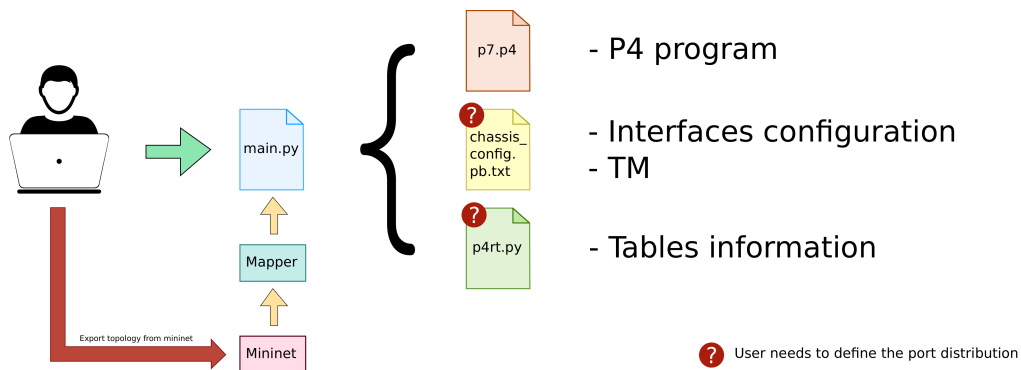 p7.p4
- P4 program
main.py
?
chassis_
config.
pb.txt
- Interfaces configuration
- TM
?
p4rt.py
- Tables information
Mapper
Export topology from mininet
Mininet
?
User needs to define the port distribution